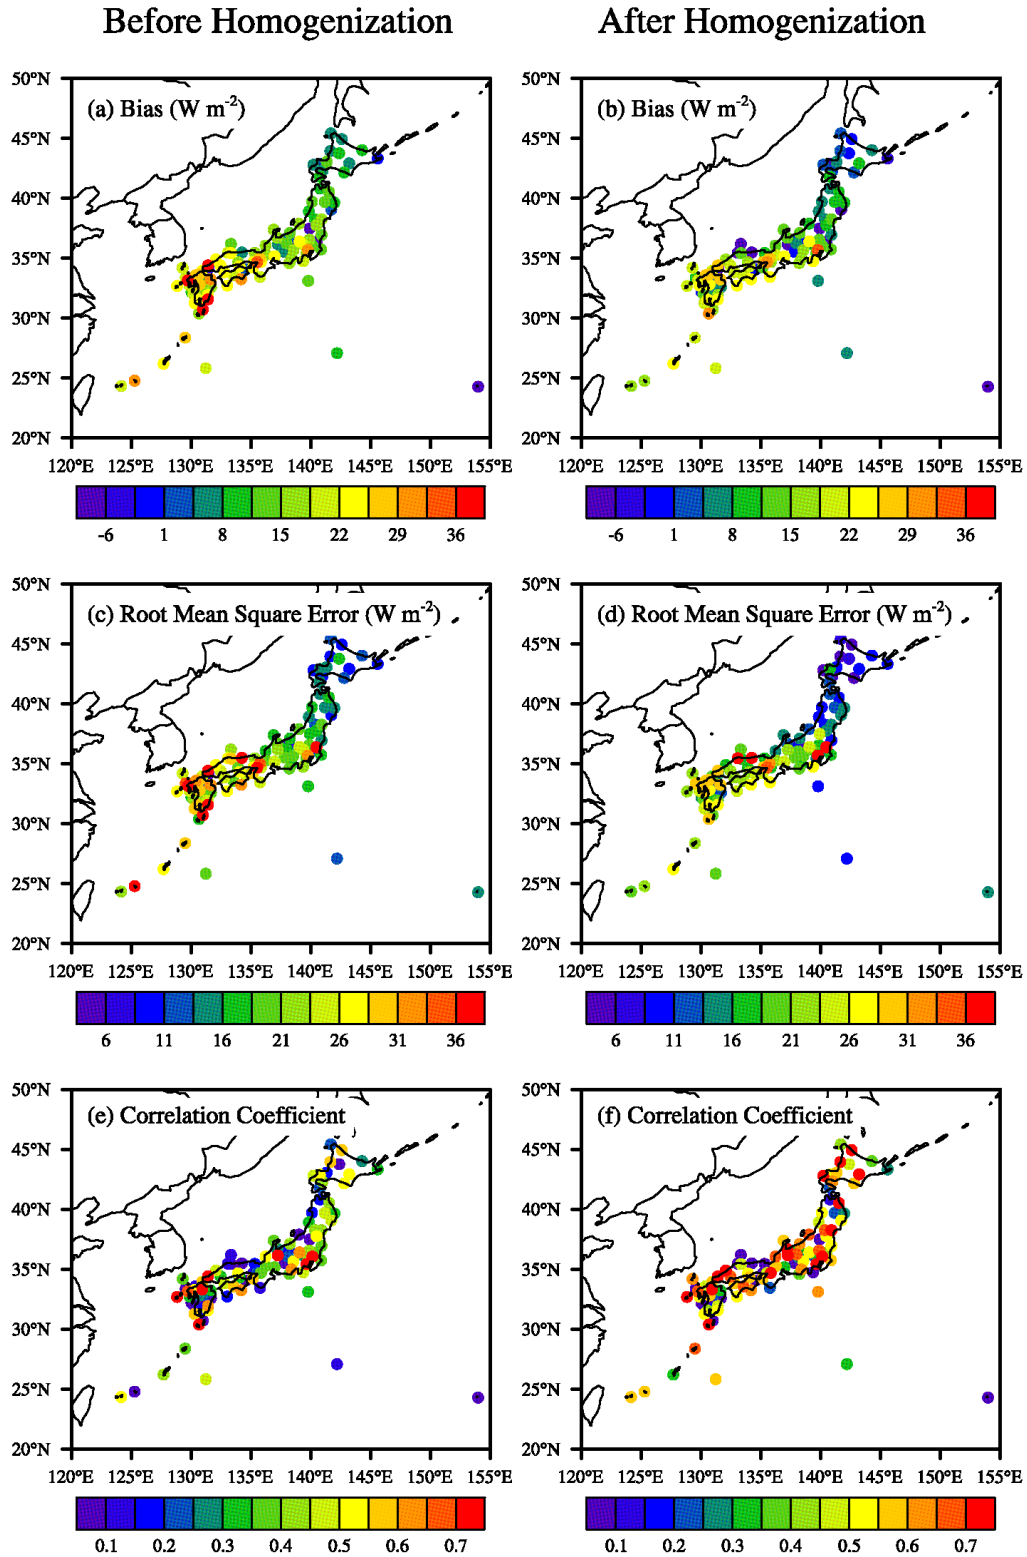 Before Homogenization After Homogenization
50°N 50°N
(a) Bias (W m-2) (b) Bias (W m-2)
45°N 45°N
40°N 40°N
35°N 35°N
30°N 30°N
25°N 25°N
20°N 20°N
120°E 125°E 130°E 135°E 140°E 145°E 150°E 155°E 120°E 125°E 130°E 135°E 140°E 145°E 150°E 155°E
-6 1 8 15 22 29 36 -6 1 8 15 22 29 36
50°N 50°N
(c) Root Mean Square Error (W m-2) (d) Root Mean Square Error (W m-2)
45°N 45°N
40°N 40°N
35°N 35°N
30°N 30°N
25°N 25°N
20°N 20°N
120°E 125°E 130°E 135°E 140°E 145°E 150°E 155°E 120°E 125°E 130°E 135°E 140°E 145°E 150°E 155°E
6 11 16 21 26 31 36 6 11 16 21 26 31 36
50°N 50°N
(e) Correlation Coefficient (f) Correlation Coefficient
45°N 45°N
40°N 40°N
35°N 35°N
30°N 30°N
25°N 25°N
20°N 20°N
120°E 125°E 130°E 135°E 140°E 145°E 150°E 155°E 120°E 125°E 130°E 135°E 140°E 145°E 150°E 155°E
0.1 0.2 0.3 0.4 0.5 0.6 0.7 0.1 0.2 0.3 0.4 0.5 0.6 0.7